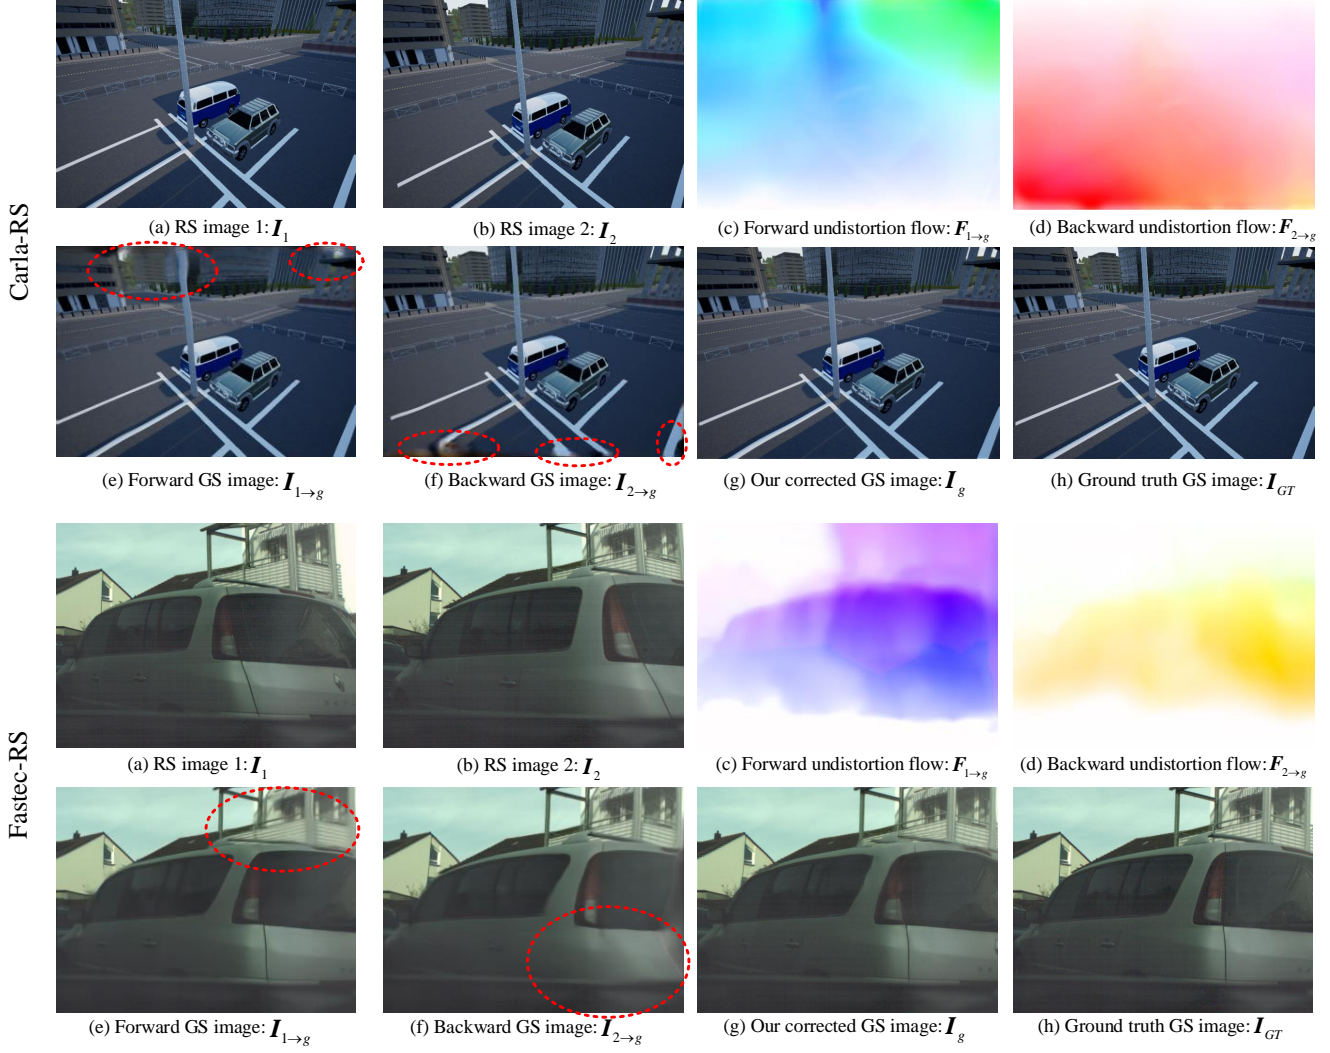 Carla-RS
(a) RS image 1: I1
(b) RS image 2: I2
(c) Forward undistortion flow: F1→g
(d) Backward undistortion flow: F2→g
(e) Forward GS image: I1→g
(f) Backward GS image: I2→g
(g) Our corrected GS image: Ig
(h) Ground truth GS image: IGT
Fastec-RS
(a) RS image 1: I1
(b) RS image 2: I2
(c) Forward undistortion flow: F1→g
(d) Backward undistortion flow: F2→g
(e) Forward GS image: I1→g
(f) Backward GS image: I2→g
(g) Our corrected GS image: Ig
(h) Ground truth GS image: IGT